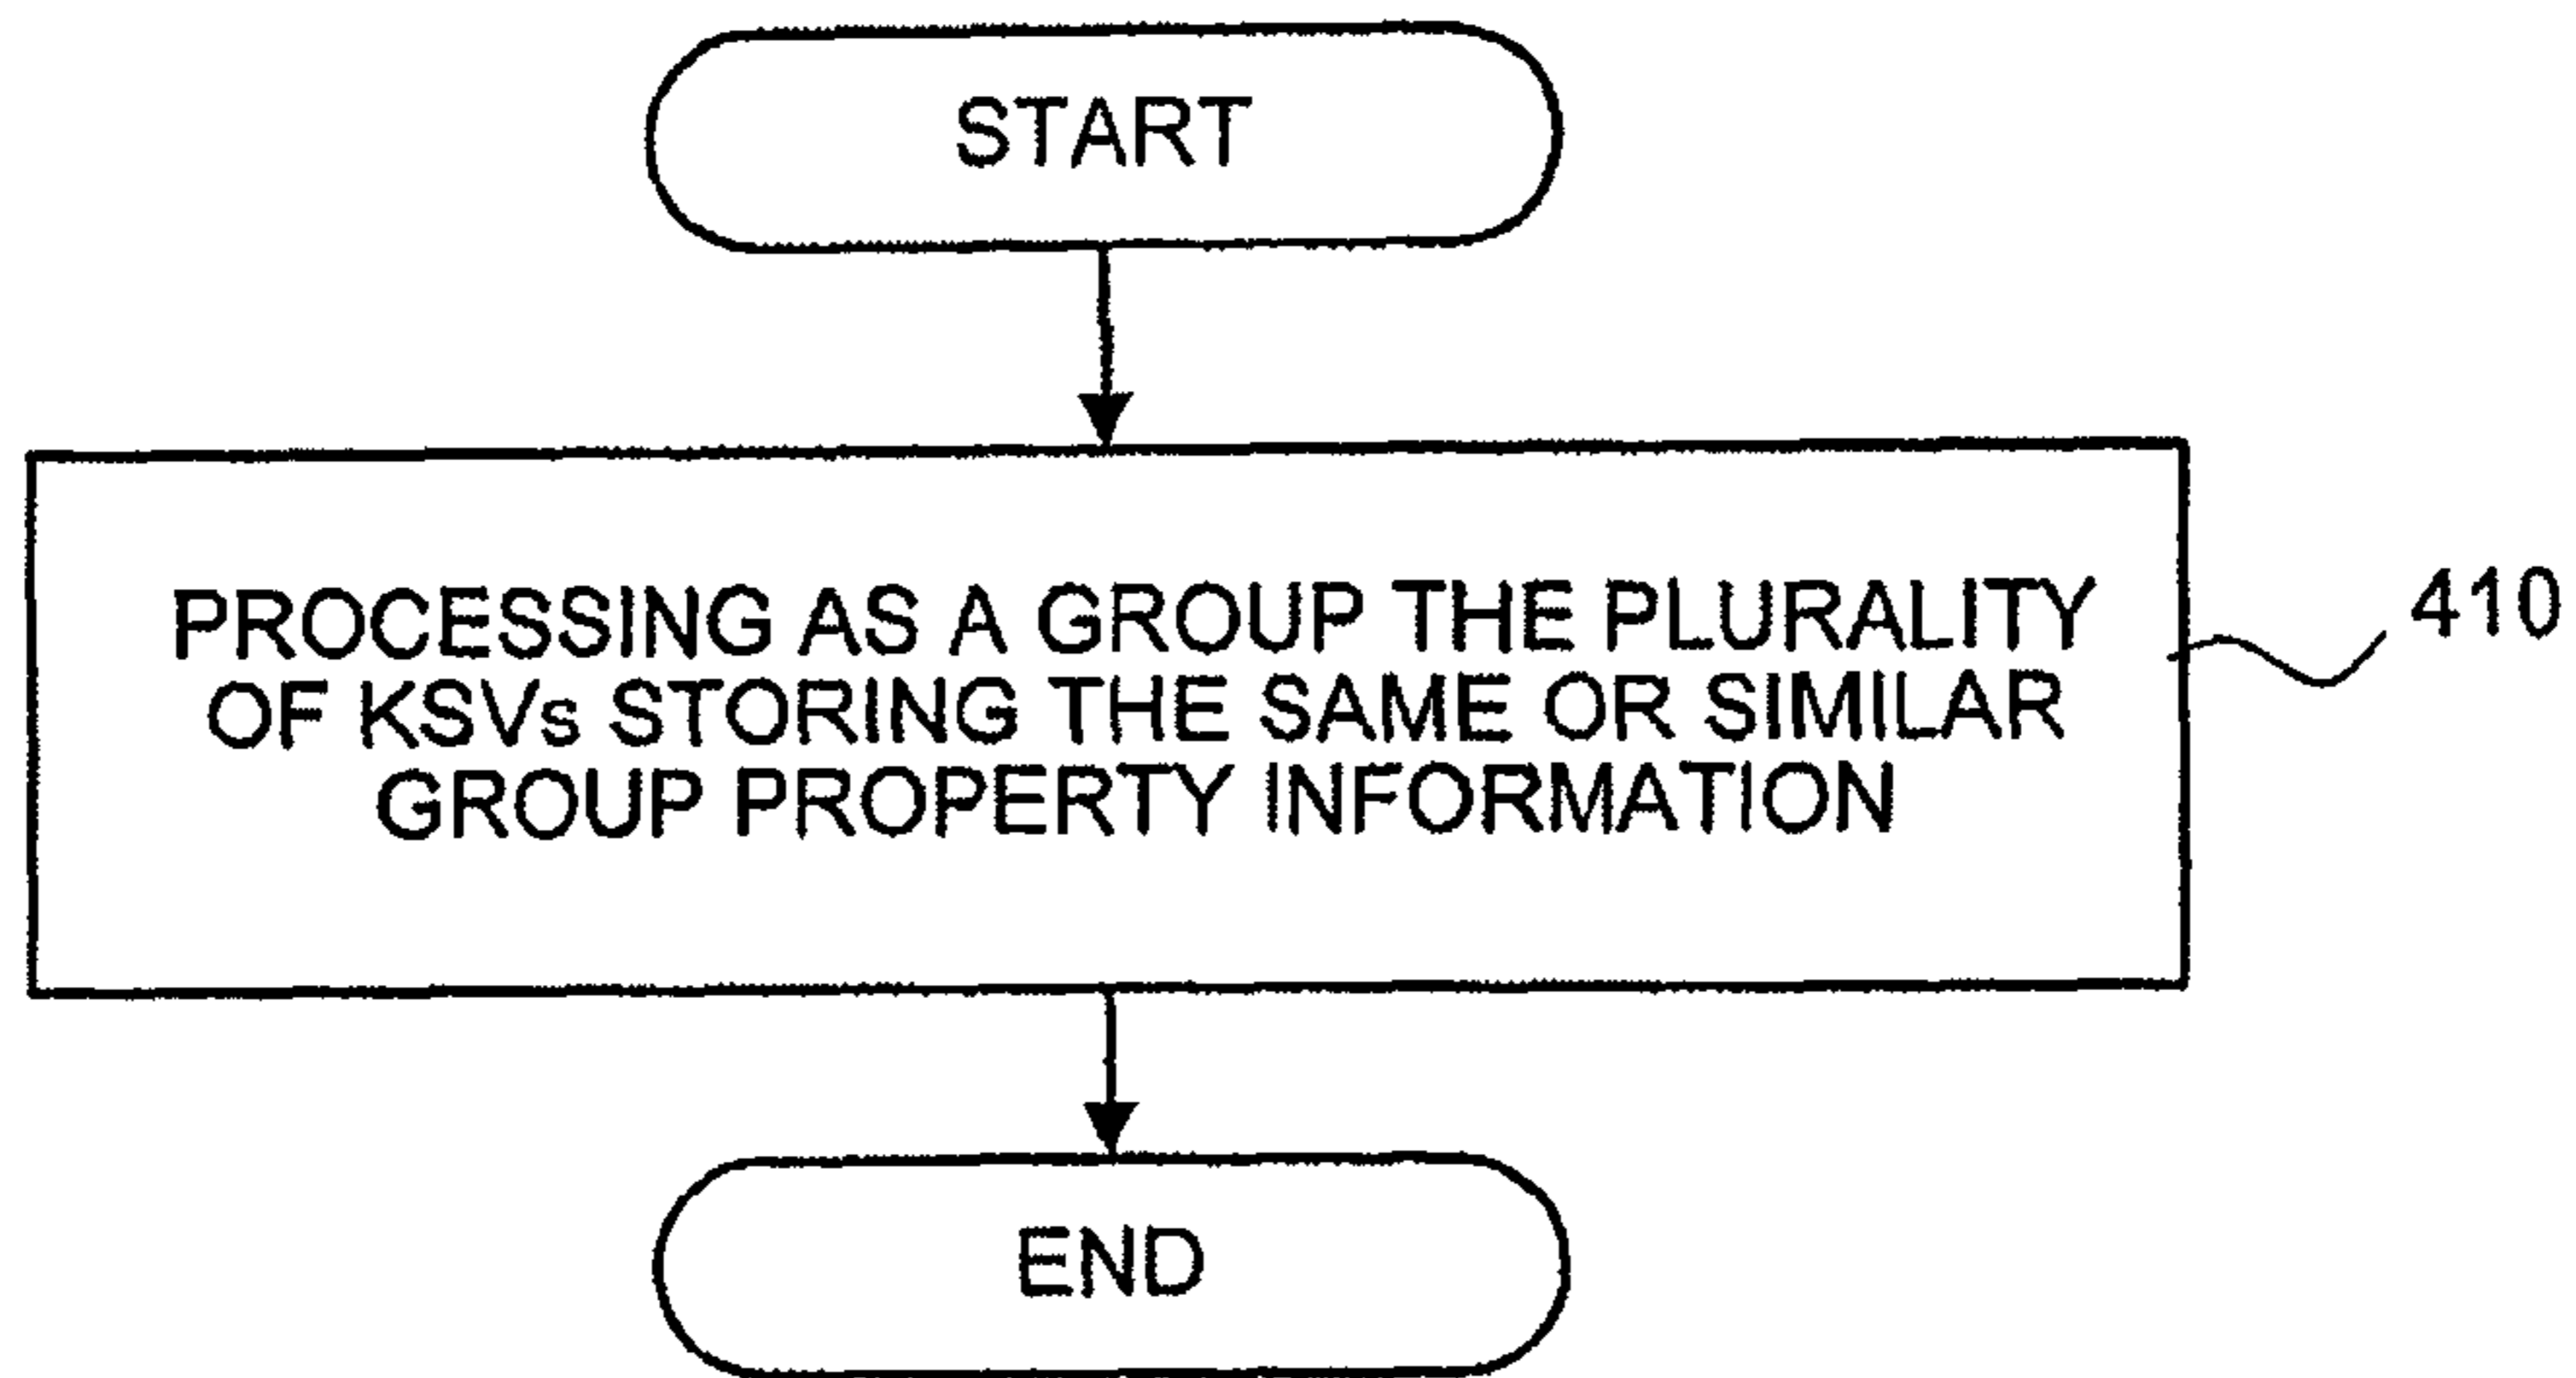 START
PROCESSING AS A GROUP THE PLURALITY
OF KSVs STORING THE SAME OR SIMILAR
GROUP PROPERTY INFORMATION
410
END